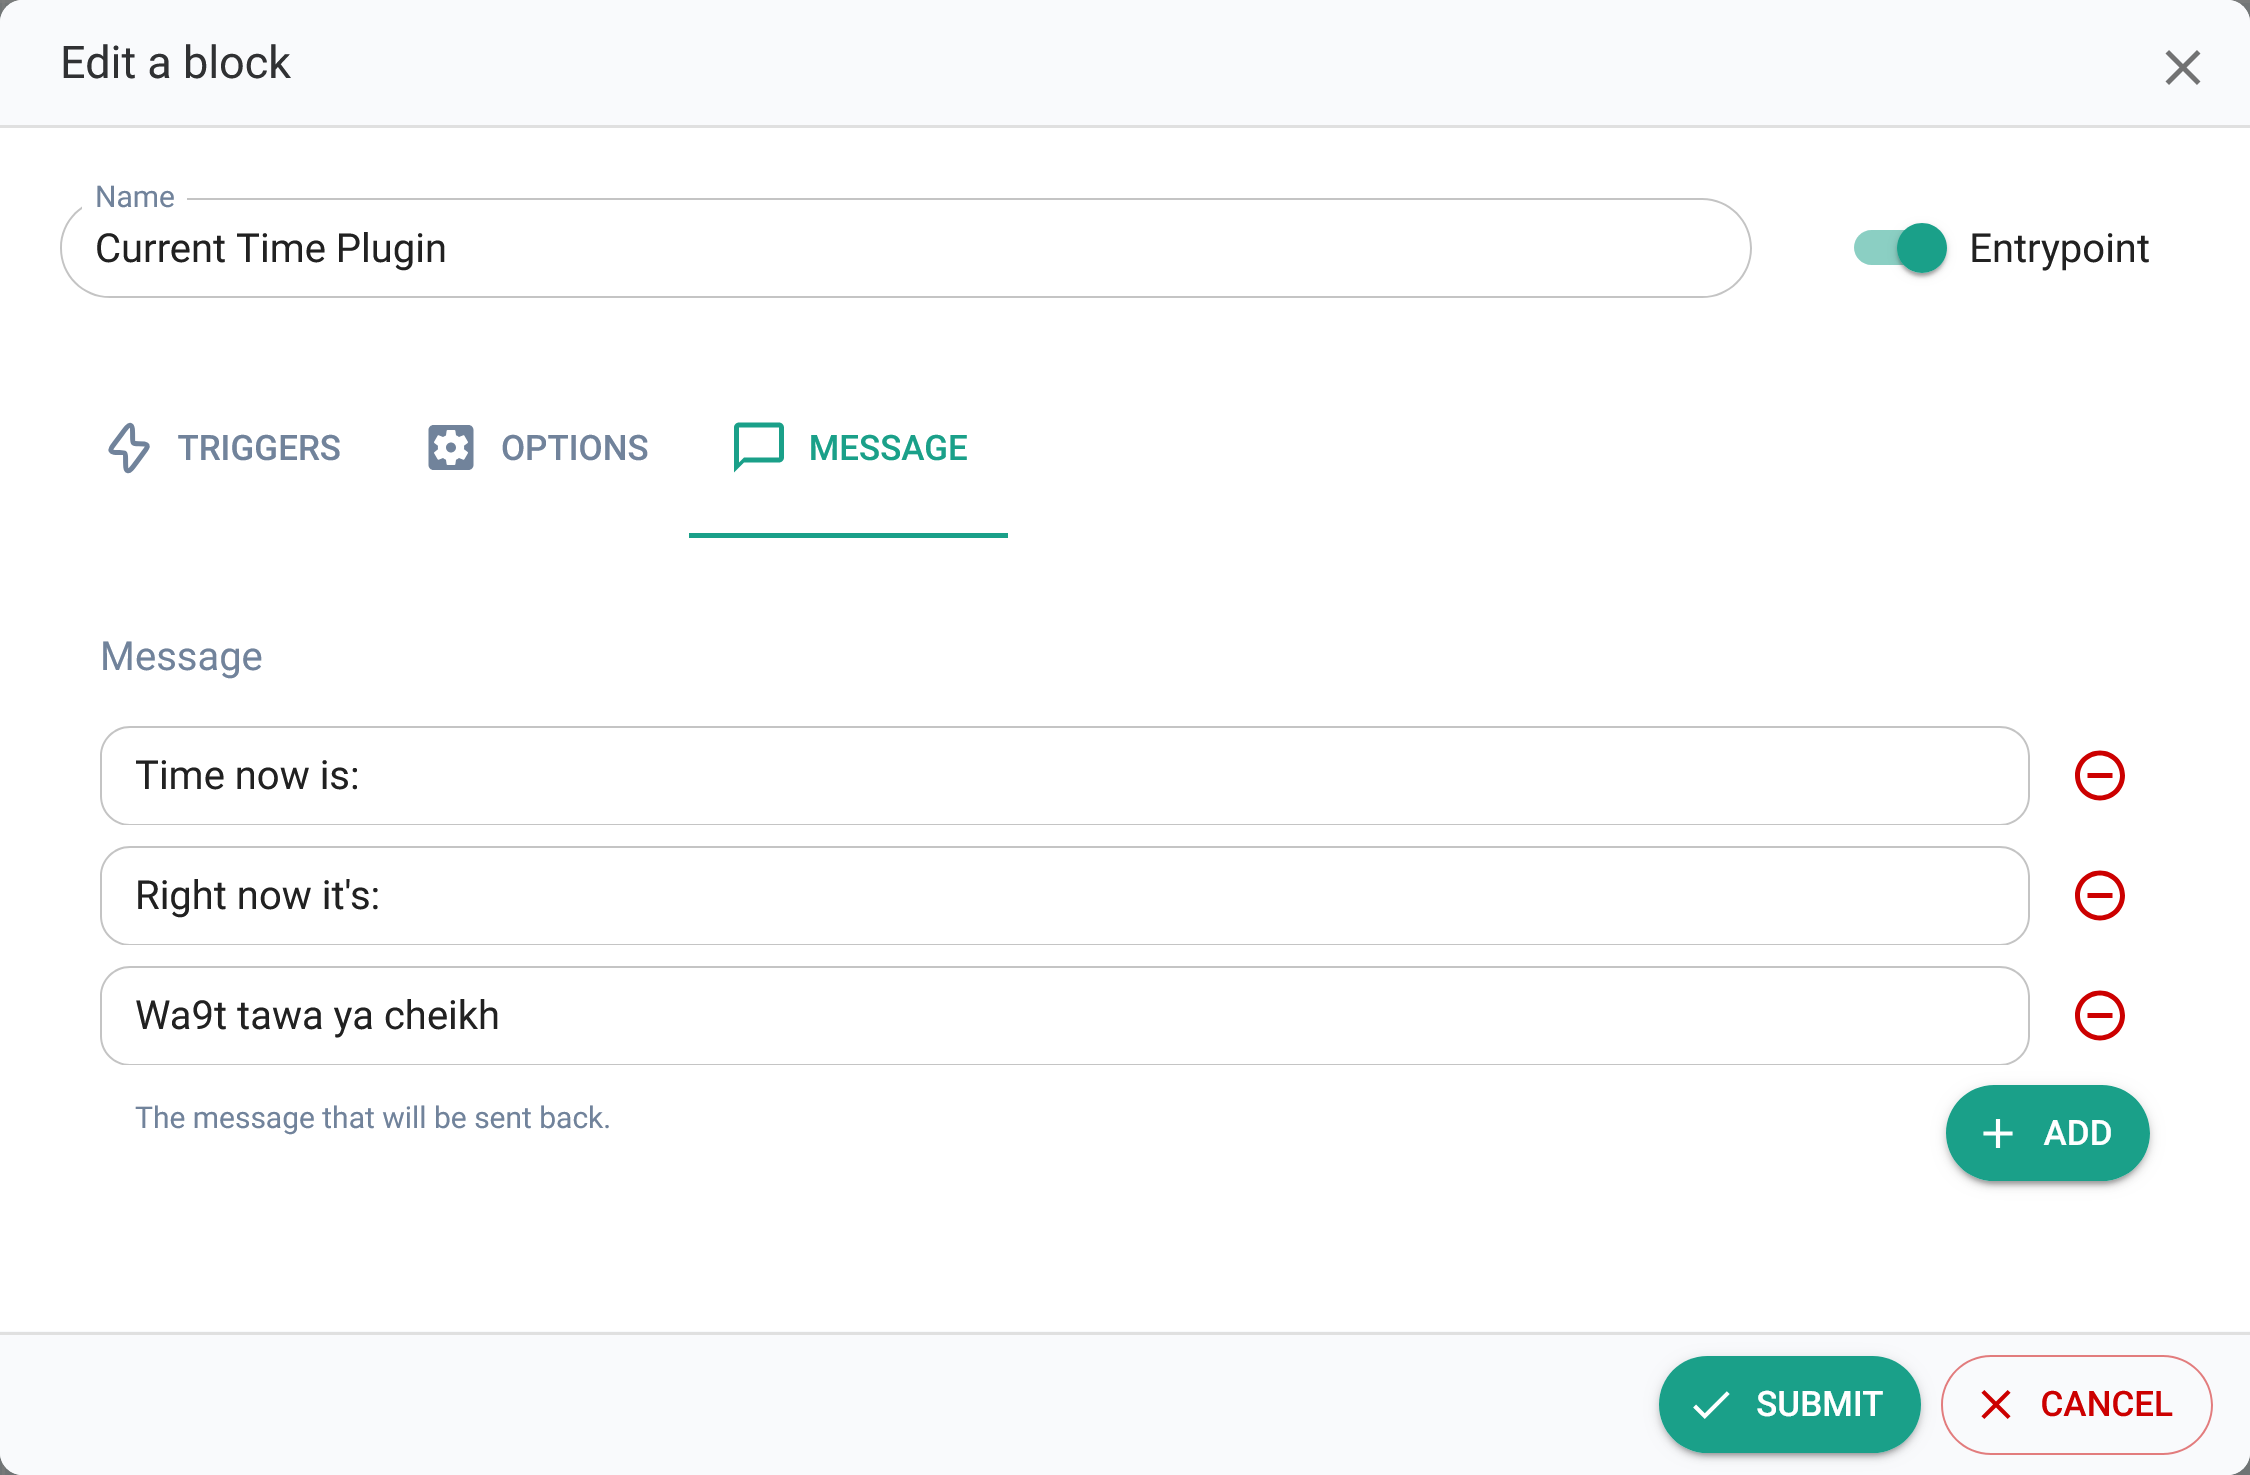 Edit a block
Name
Current Time Plugin
Entrypoint
TRIGGERS
OPTIONS
MESSAGE
Message
Time now is:
Right now it's:
Wa9t tawa ya cheikh
The message that will be sent back.
ADD
SUBMIT
CANCEL